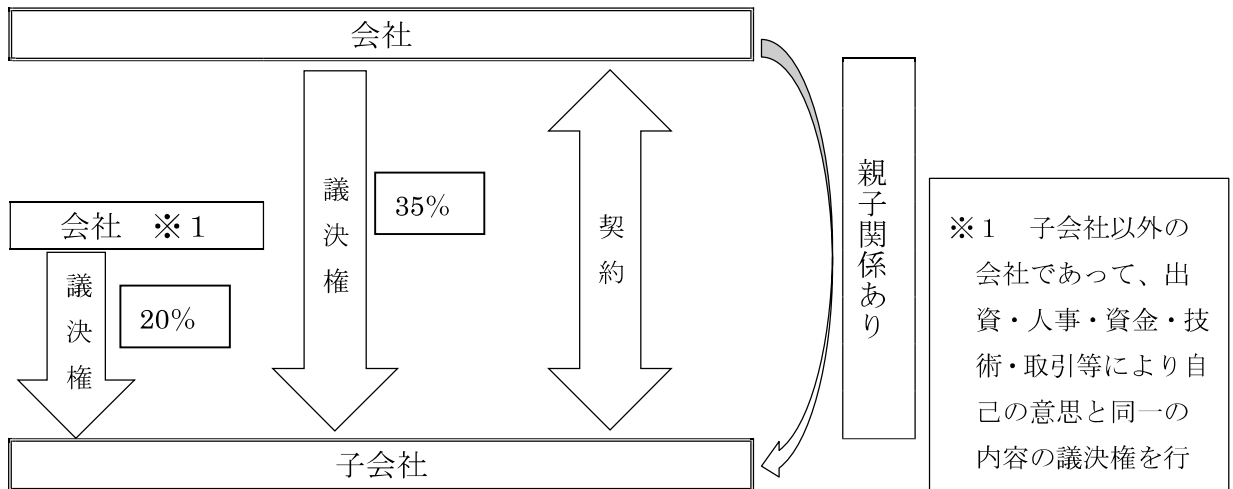 会社
会社 ※１
議決権
20%
議決権
35%
契約
親子関係あり
子会社
※１ 子会社以外の
会社であって、出
資・人事・資金・技
術・取引等により自
己の意思と同一の
内容の議決権を行